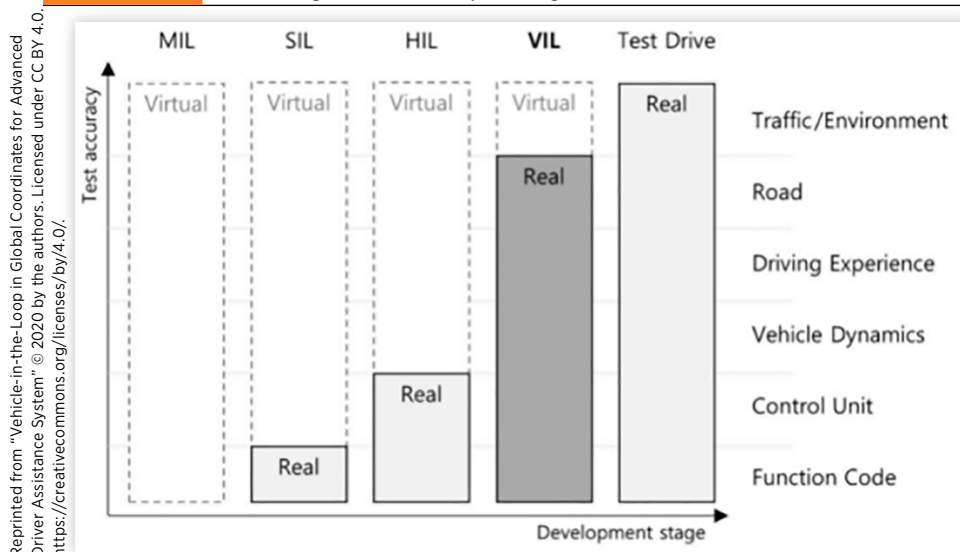 MIL SIL HIL VIL Test Drive
Test accuracy
Virtual Virtual Virtual Virtual Real
Real
Real
Real
Traffic/Environment
Road
Driving Experience
Vehicle Dynamics
Control Unit
Function Code
Development stage
Reprinted from “Vehicle-in-the-Loop in Global Coordinates for Advanced
Driver Assistance System” © 2020 by the authors. Licensed under CC BY 4.0.
https://creativecommons.org/licenses/by/4.0/.